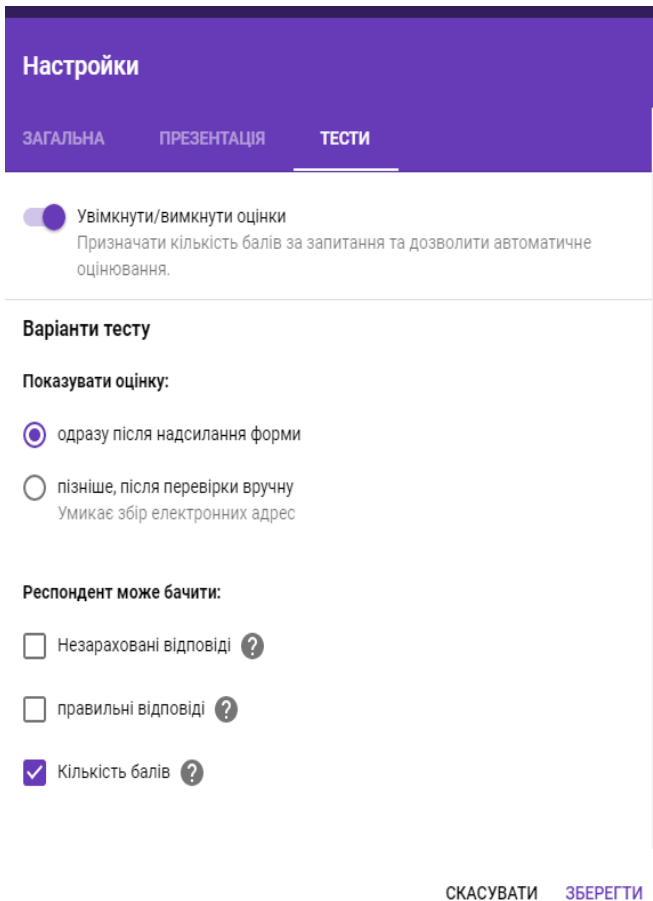 Настройки
ЗАГАЛЬНА ПРЕЗЕНТАЦІЯ ТЕСТИ
Увімкнути/вимкнути оцінки
Призначати кількість балів за запитання та дозволити автоматичне
оцінювання.
Варіанти тесту
Показувати оцінку:
одразу після надсилання форми
пізніше, після перевірки вручну
Умикає збір електронних адрес
Респондент може бачити:
Незараховані відповіді ?
правильні відповіді ?
Кількість балів ?
СКАСУВАТИ ЗБЕРЕГТИ